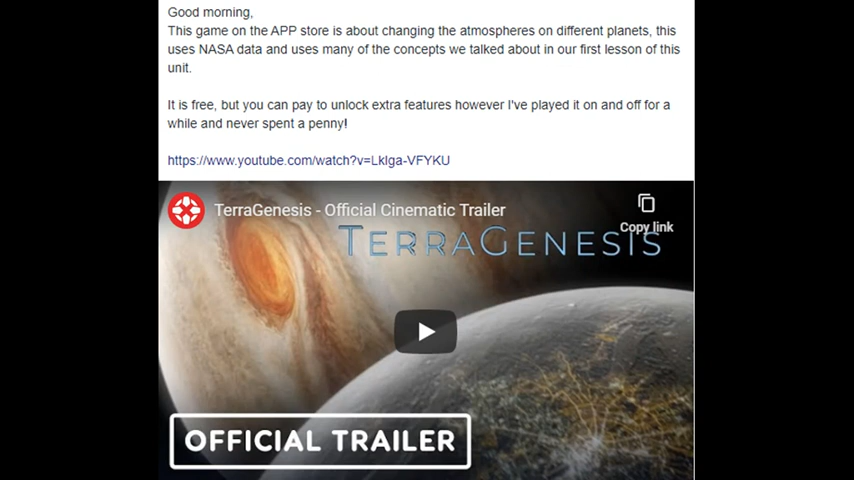 Good morning,
This game on the APP store is about changing the atmospheres on different planets, this
uses NASA data and uses many of the concepts we talked about in our first lesson of this
unit.
It is free, but you can pay to unlock extra features however I've played it on and off for a
while and never spent a penny!
https://www.youtube.com/watch?v=Lklga-VFYKU
TerraGenesis - Official Cinematic Trailer
Copy link
TERRAGENESIS
OFFICIAL TRAILER